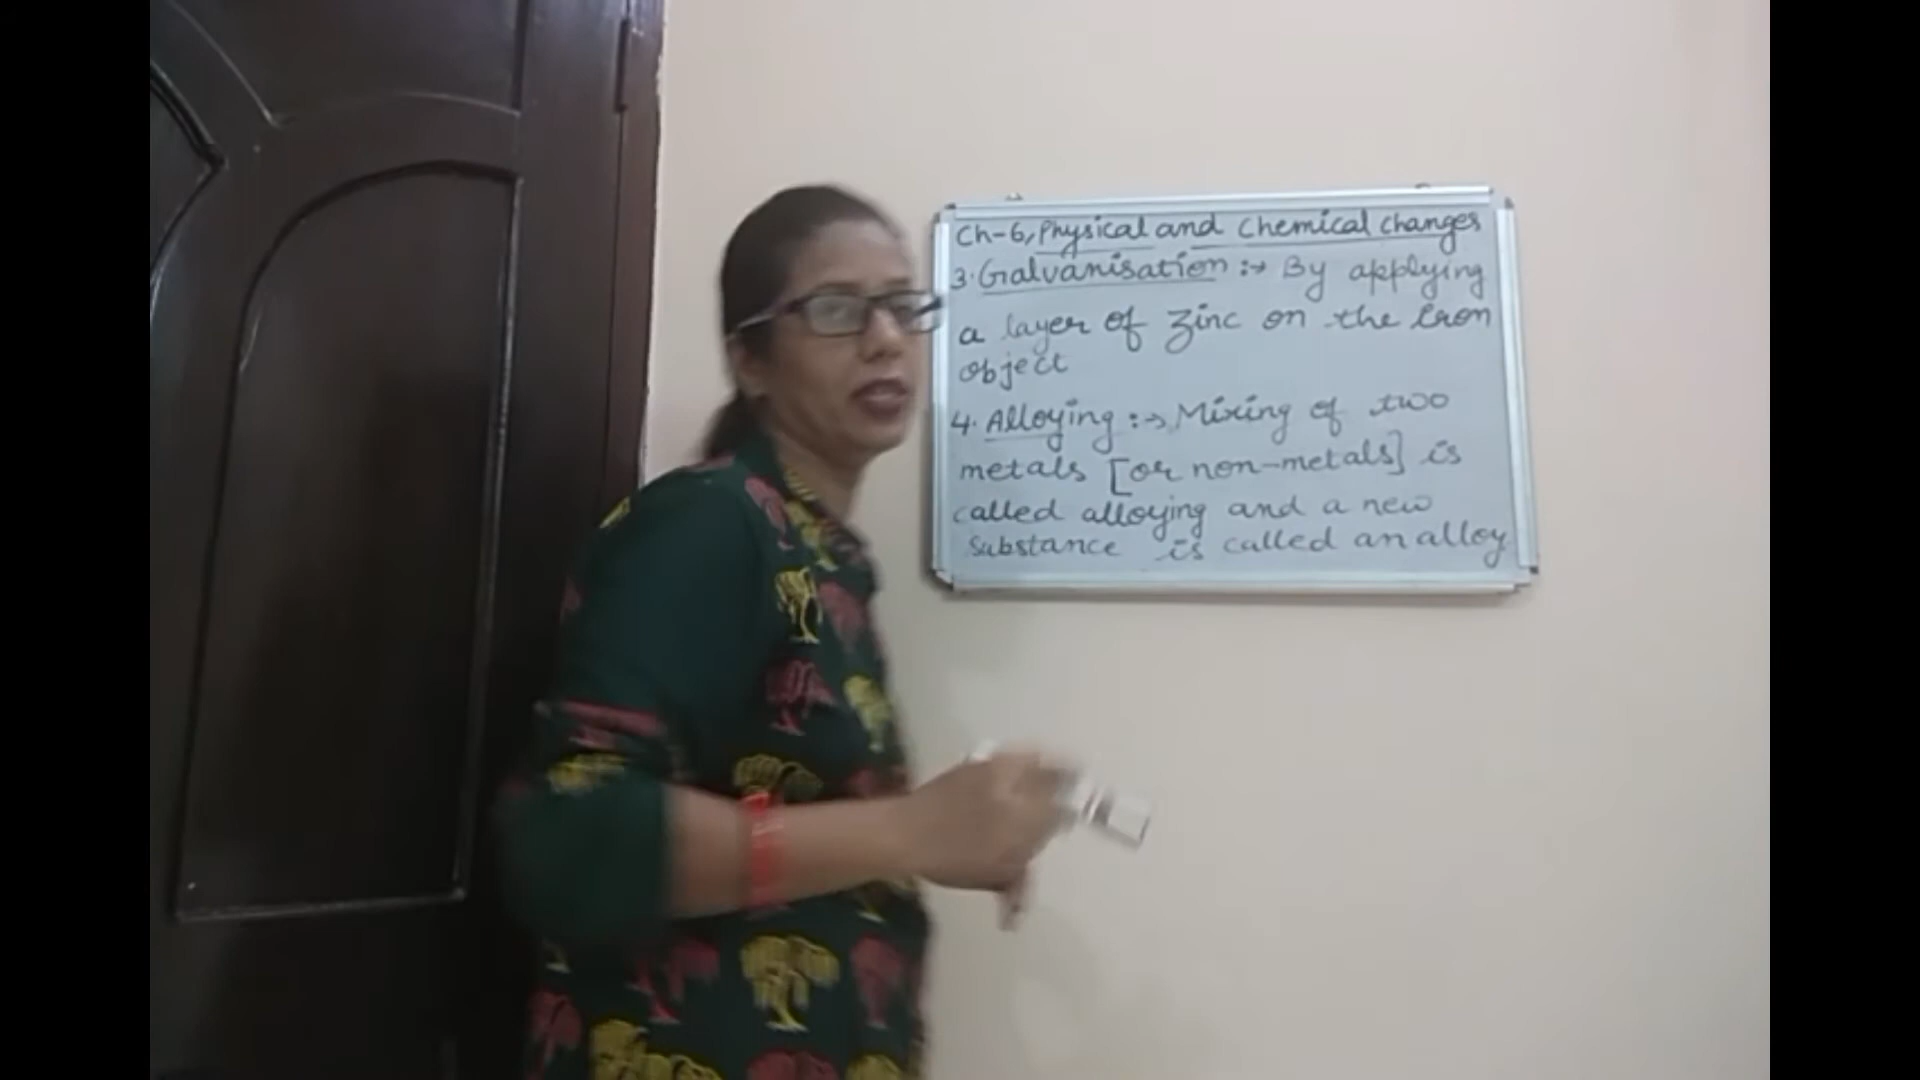 Ch-6, Physical and Chemical Changes
3. Galvanisation :→ By applying
a layer of Zinc on the Iron
object
4. Alloying :→ Mixing of two
metals [or non-metals] is
called alloying and a new
substance is called an alloy